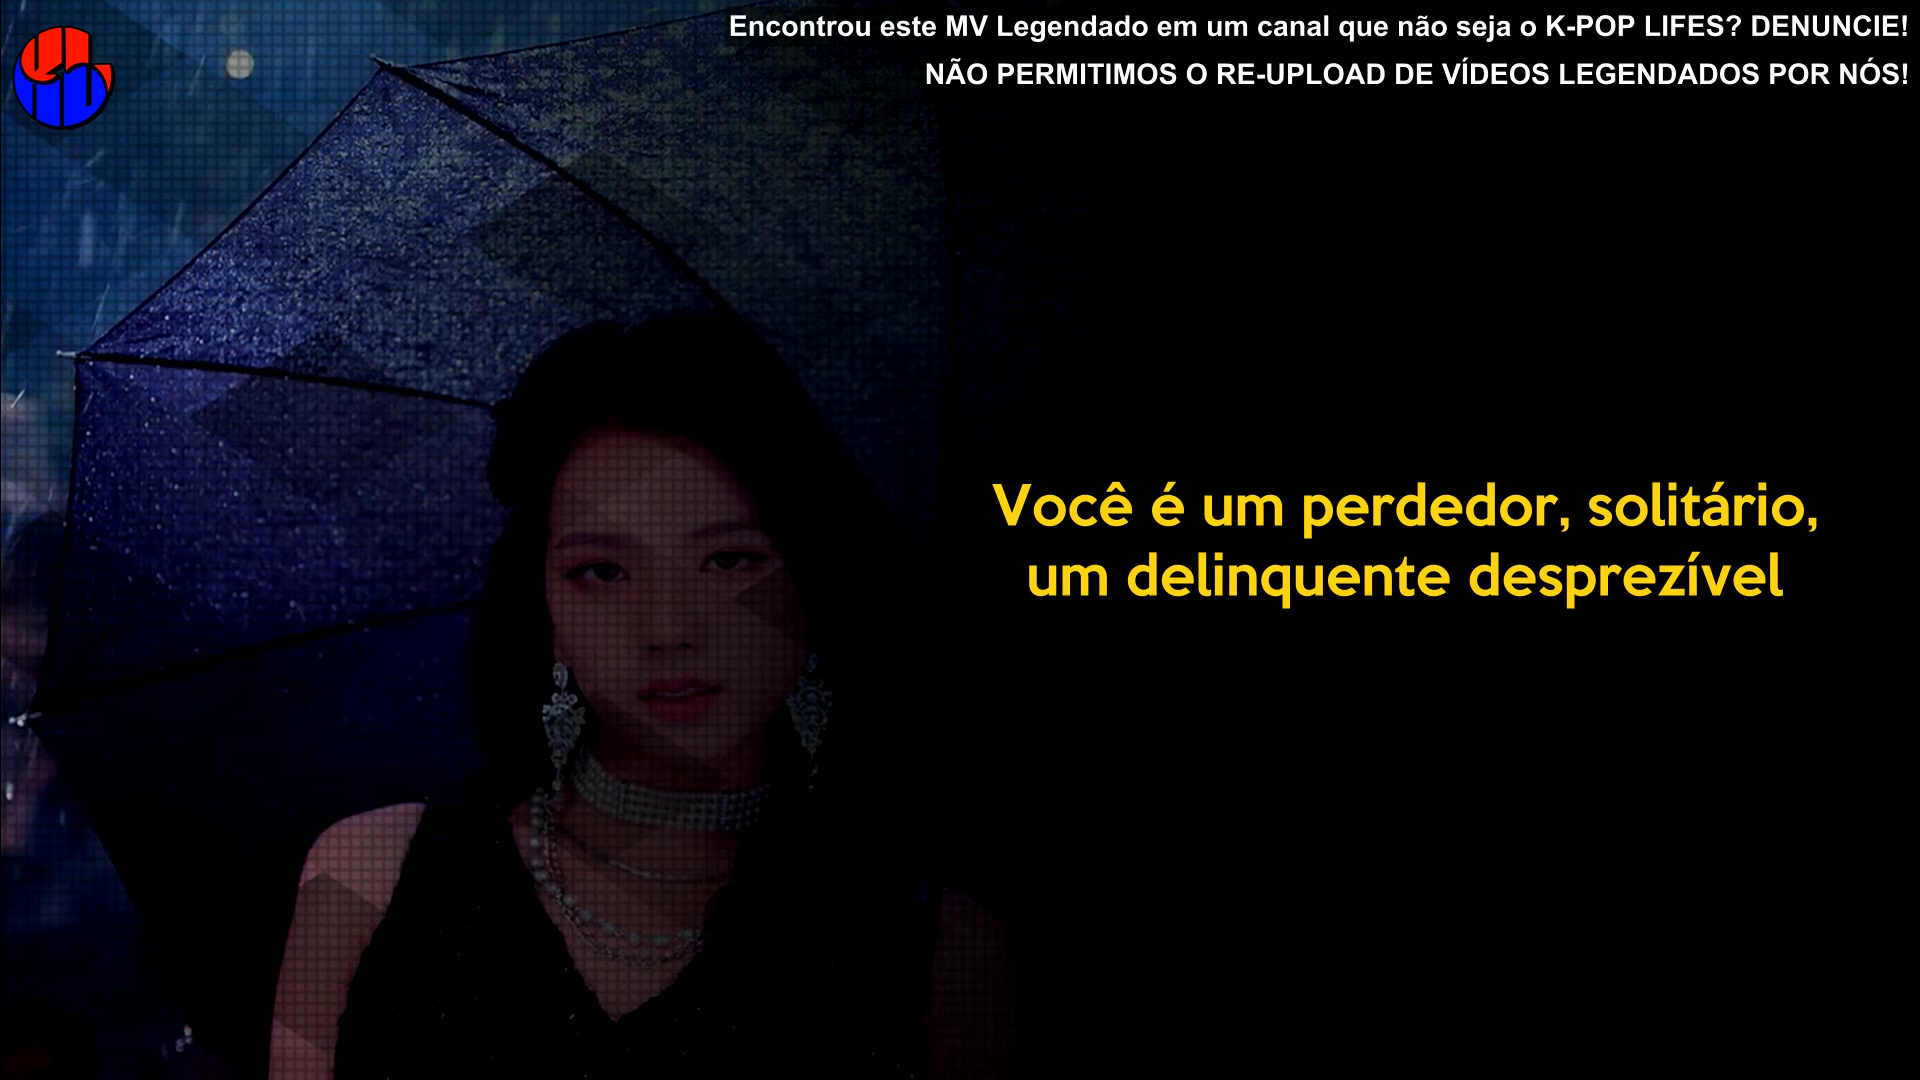 Encontrou este MV Legendado em um canal que não seja o K-POP LIFES? DENUNCIE!
NÃO PERMITIMOS O RE-UPLOAD DE VÍDEOS LEGENDADOS POR NÓS!
Você é um perdedor, solitário,
um delinquente desprezível